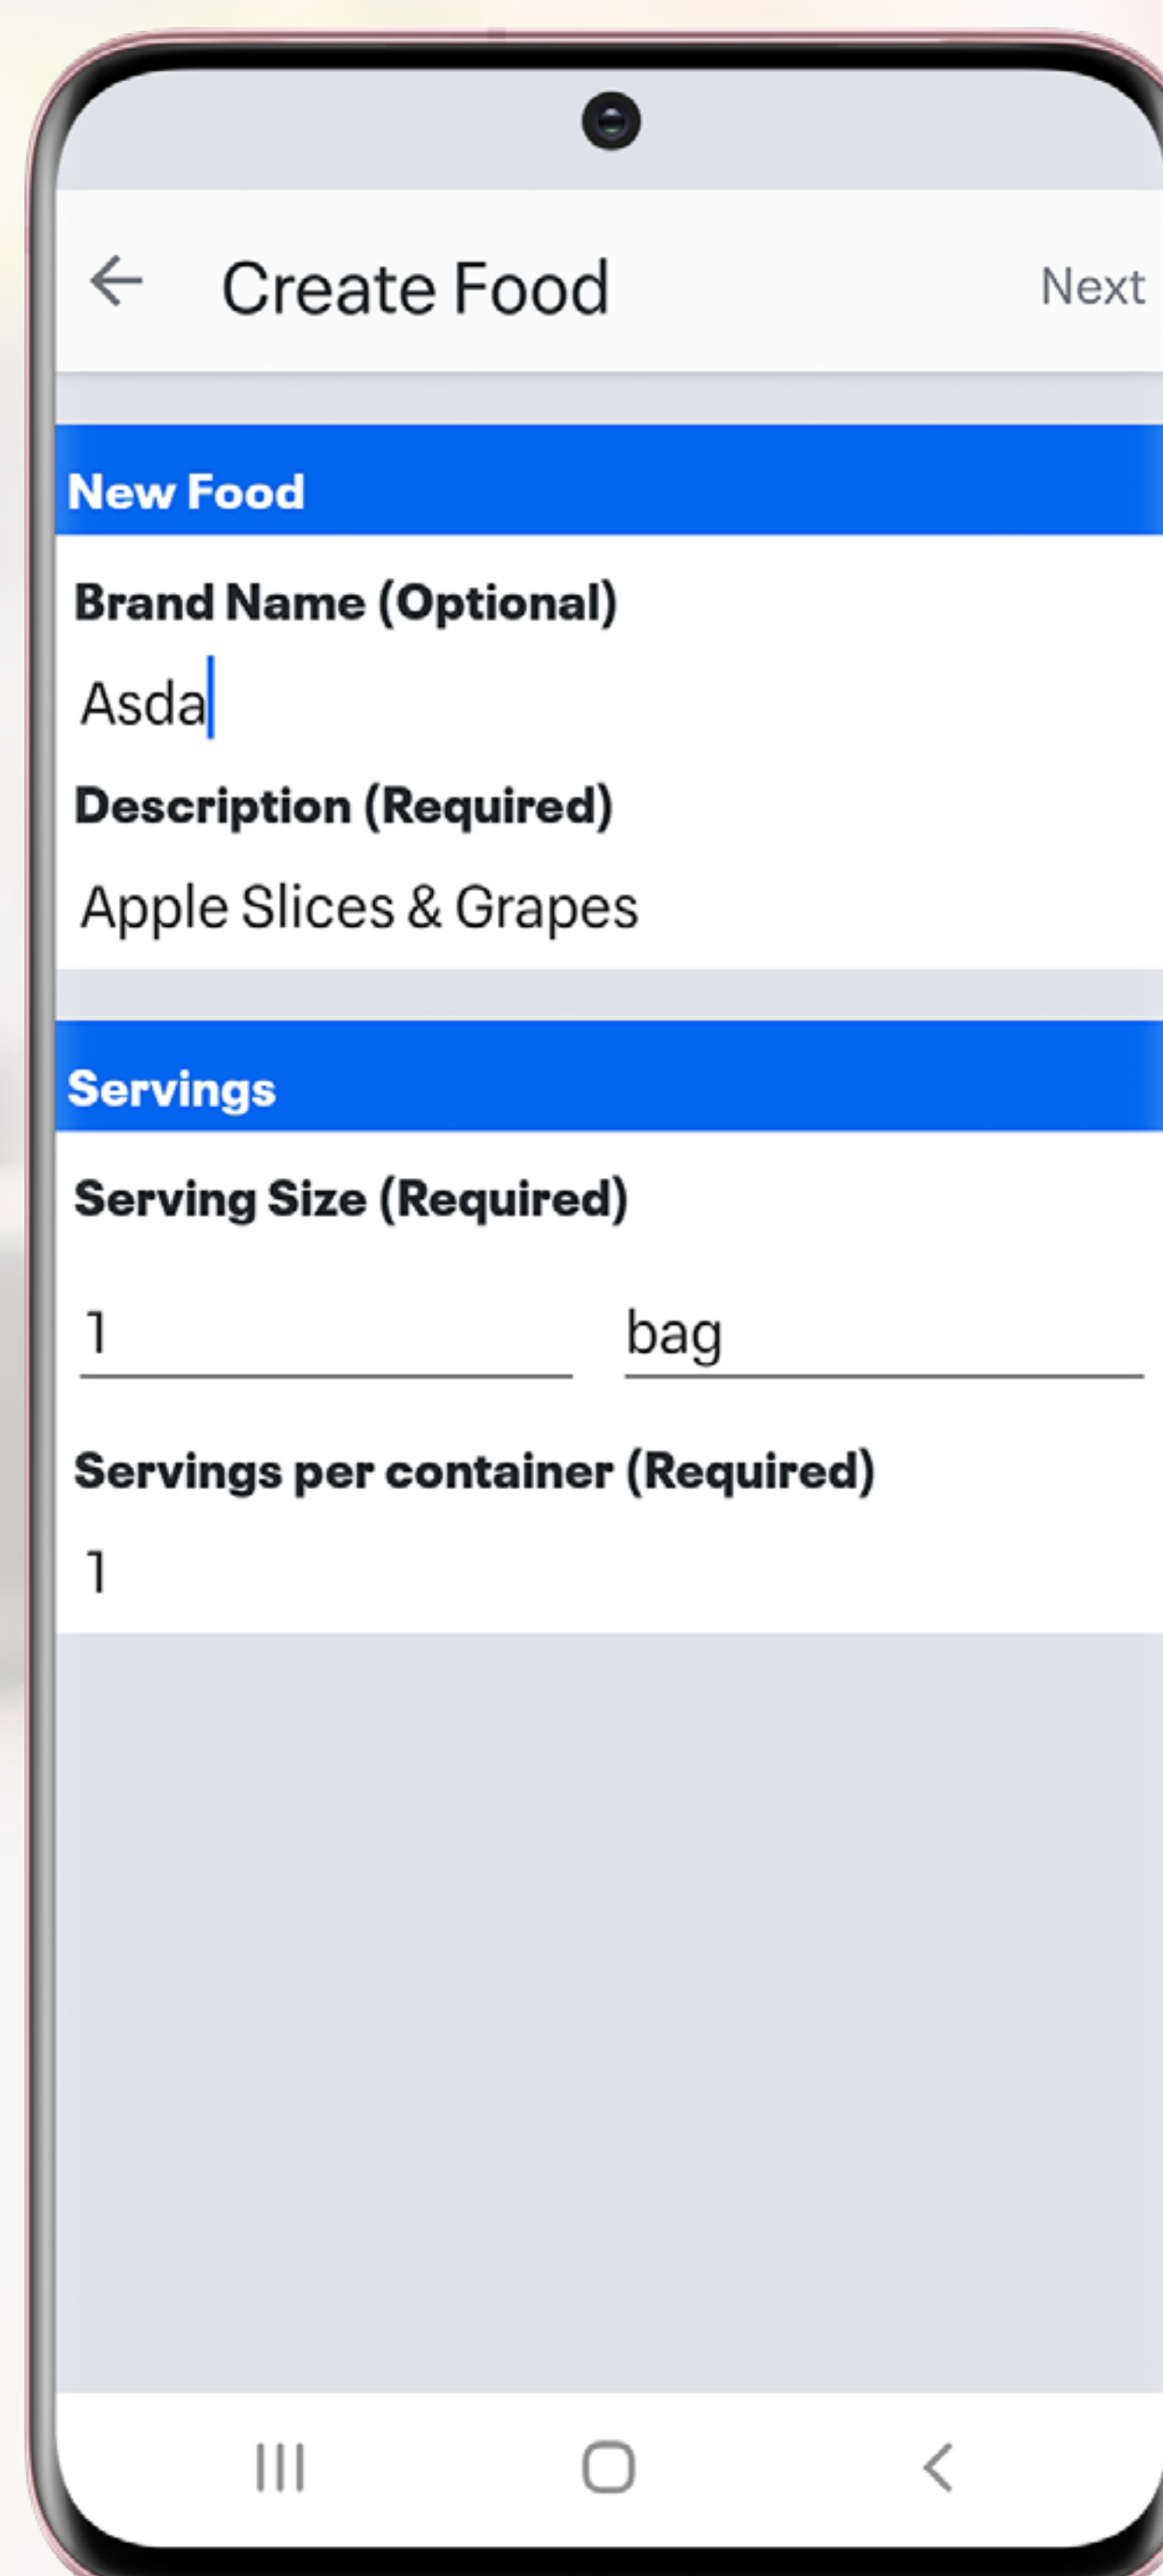 Create Food
Next
New Food
Brand Name (Optional)
Asda
Description (Required)
Apple Slices & Grapes
Servings
Serving Size (Required)
1 bag
Servings per container (Required)
1